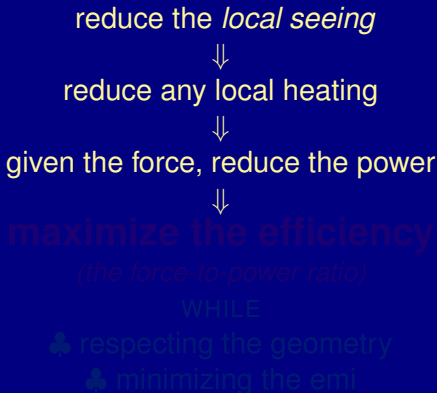 reduce the local seeing
⇓
reduce any local heating
⇓
given the force, reduce the power
⇓
maximize the efficiency
(the force-to-power ratio)
WHILE
♣ respecting the geometry
♣ minimizing the emi